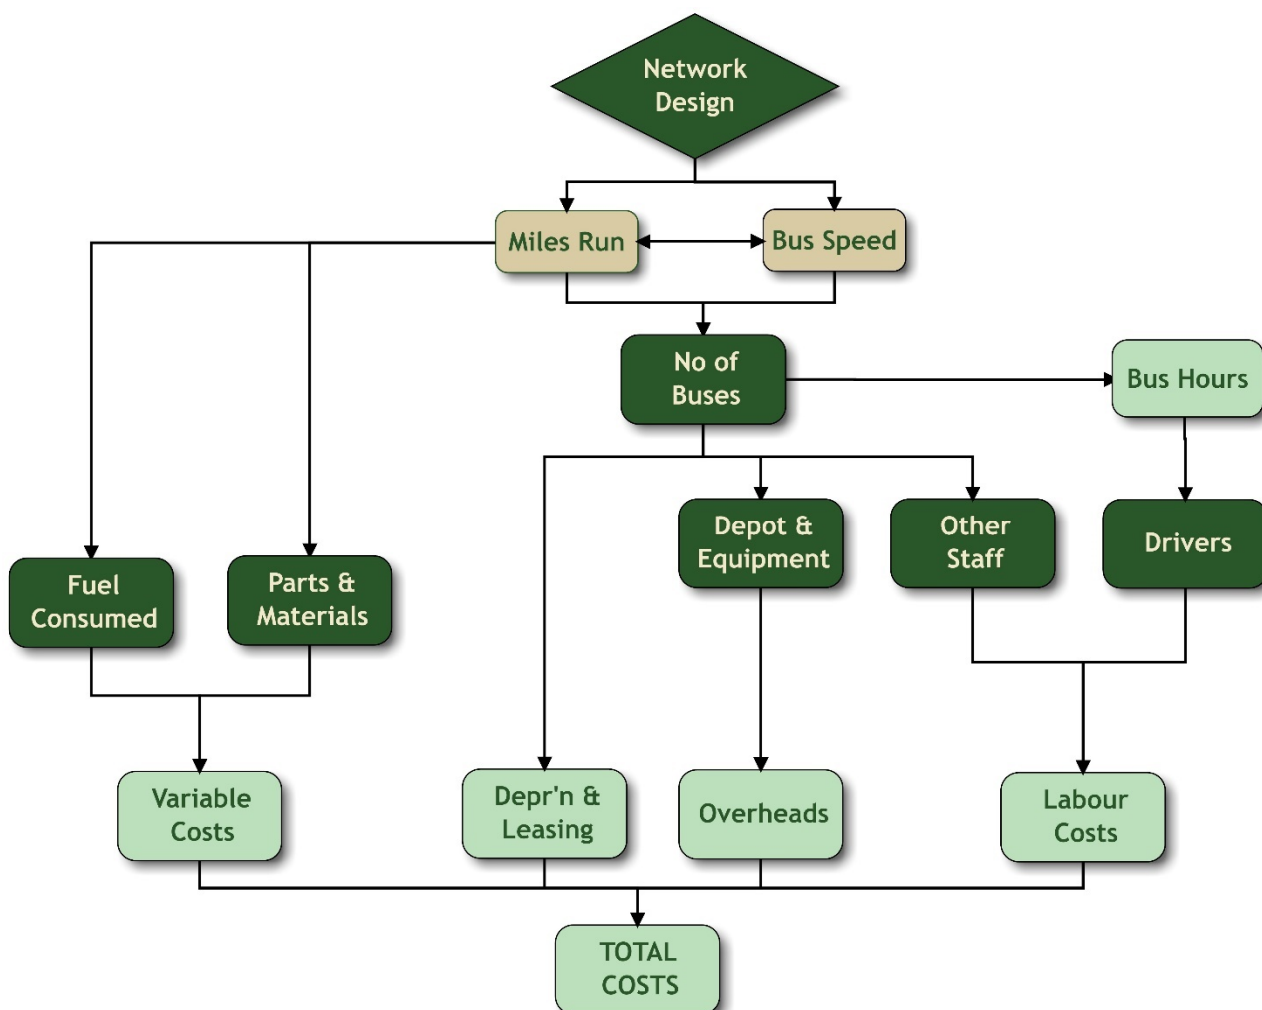 Network
Design
Miles Run
Bus Speed
No of
Buses
Bus Hours
Depot &
Equipment
Other
Staff
Drivers
Fuel
Consumed
Parts &
Materials
Variable
Costs
Depr'n &
Leasing
Overheads
Labour
Costs
TOTAL
COSTS